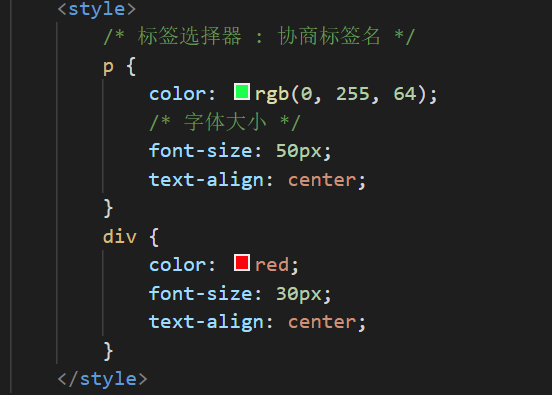 <style>
/* 标签选择器 : 协商标签名 */
p {
color: rgb(0, 255, 64);
/* 字体大小 */
font-size: 50px;
text-align: center;
}
div {
color: red;
font-size: 30px;
text-align: center;
}
</style>